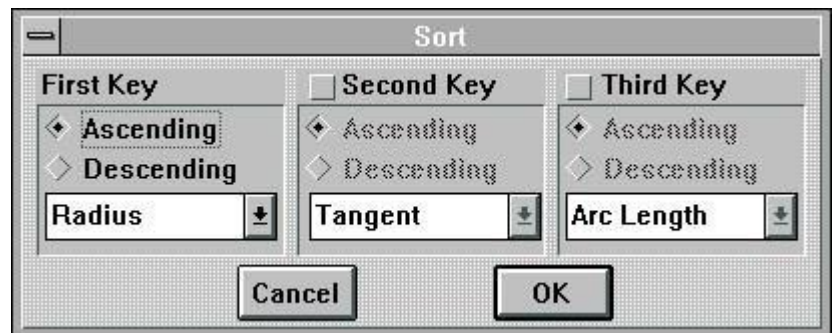 Sort
First Key
Ascending
Descending
Radius
Second Key
Ascending
Descending
Tangent
Third Key
Ascending
Descending
Arc Length
Cancel
OK